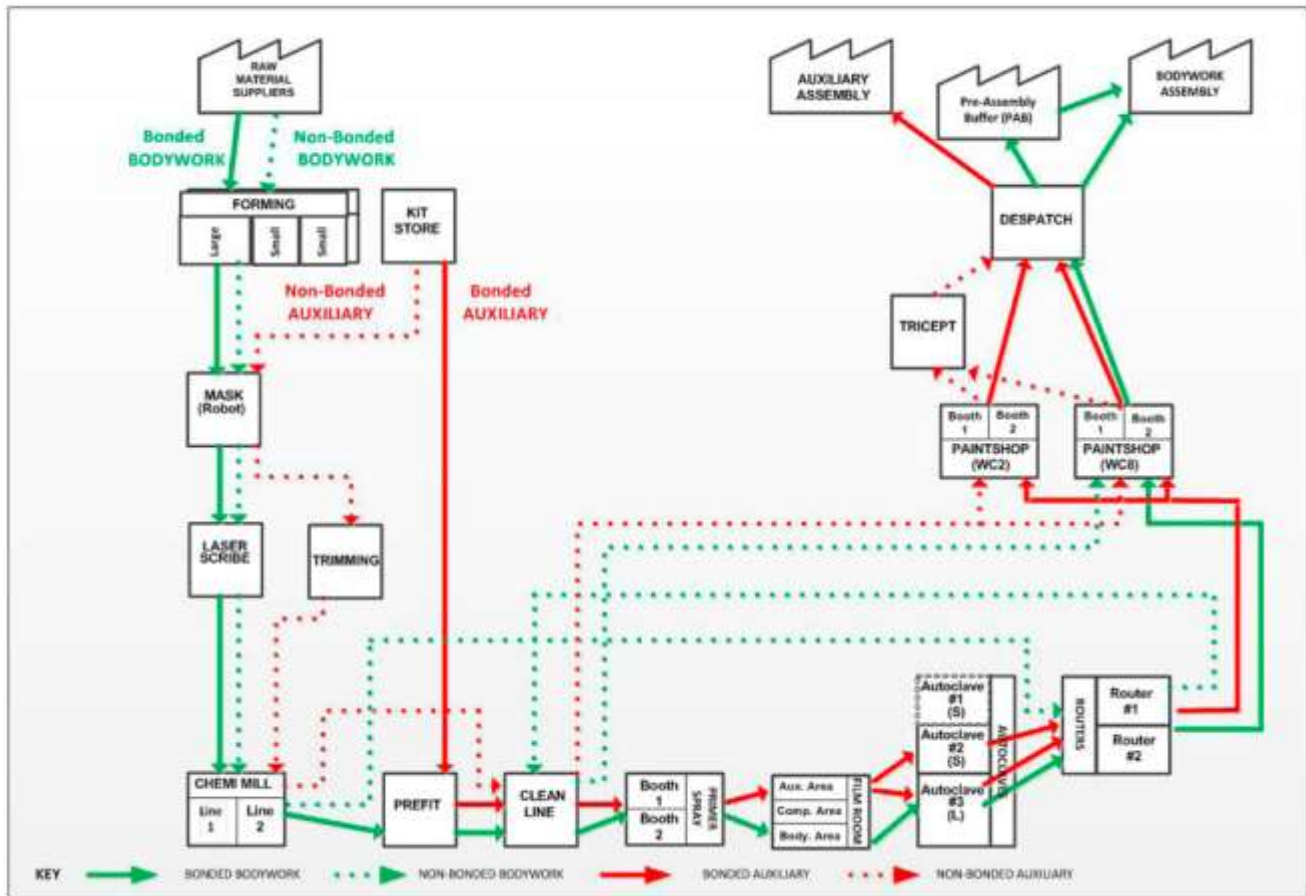 RAW
MATERIAL
SUPPLIERS
AUXILIARY
ASSEMBLY
Pre-Assembly
Buffer (PAB)
BODYWORK
ASSEMBLY
Bonded
BODYWORK
Non-Bonded
BODYWORK
FORMING
Large
Small
Small
KIT
STORE
DESPATCH
Non-Bonded
AUXILIARY
Bonded
AUXILIARY
TRICEPT
MASK
(Robot)
Booth
1
Booth
2
PAINTSHOP
(WC2)
Booth
1
Booth
2
PAINTSHOP
(WC8)
LASER
SCRIBE
TRIMMING
CHEMI MILL
Line
1
Line
2
PREFIT
CLEAN
LINE
Booth
1
Booth
2
PRIMER
SPRAY
Aux. Area
Comp. Area
Body. Area
FILM ROOM
Autoclave
#1
(S)
Autoclave
#2
(S)
Autoclave
#3
(L)
AUTOCLAVES
ROUTERS
Router
#1
Router
#2
KEY
BONDED BODYWORK
NON-BONDED BODYWORK
BONDED AUXILIARY
NON-BONDED AUXILIARY